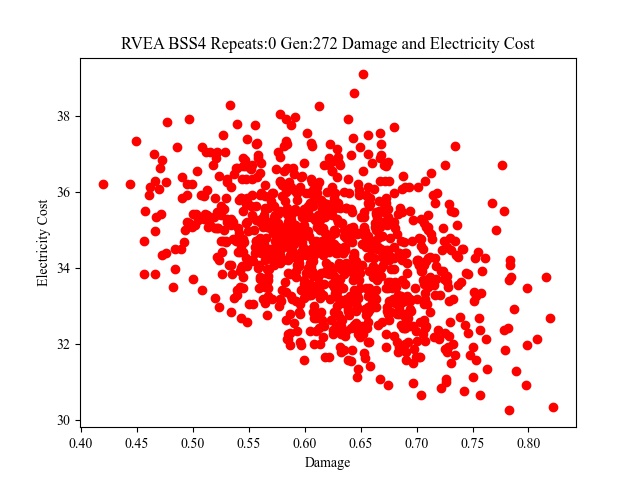 RVEA BSS4 Repeats:0 Gen:272 Damage and Electricity Cost
38
36
34
32
30
Electricity Cost
0.40 0.45 0.50 0.55 0.60 0.65 0.70 0.75 0.80
Damage